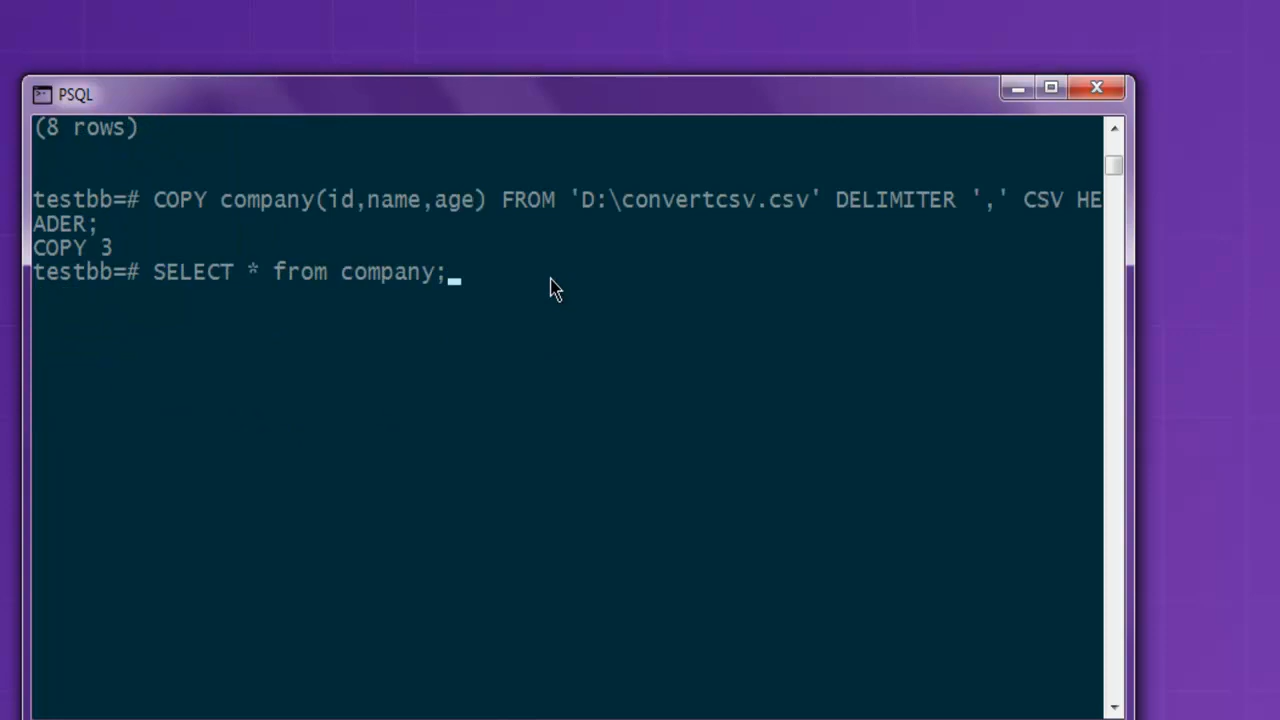 PSQL
(8 rows)
testbb=# COPY company(id,name,age) FROM 'D:\convertcsv.csv' DELIMITER ',' CSV HE
ADER;
COPY 3
testbb=# SELECT * from company;